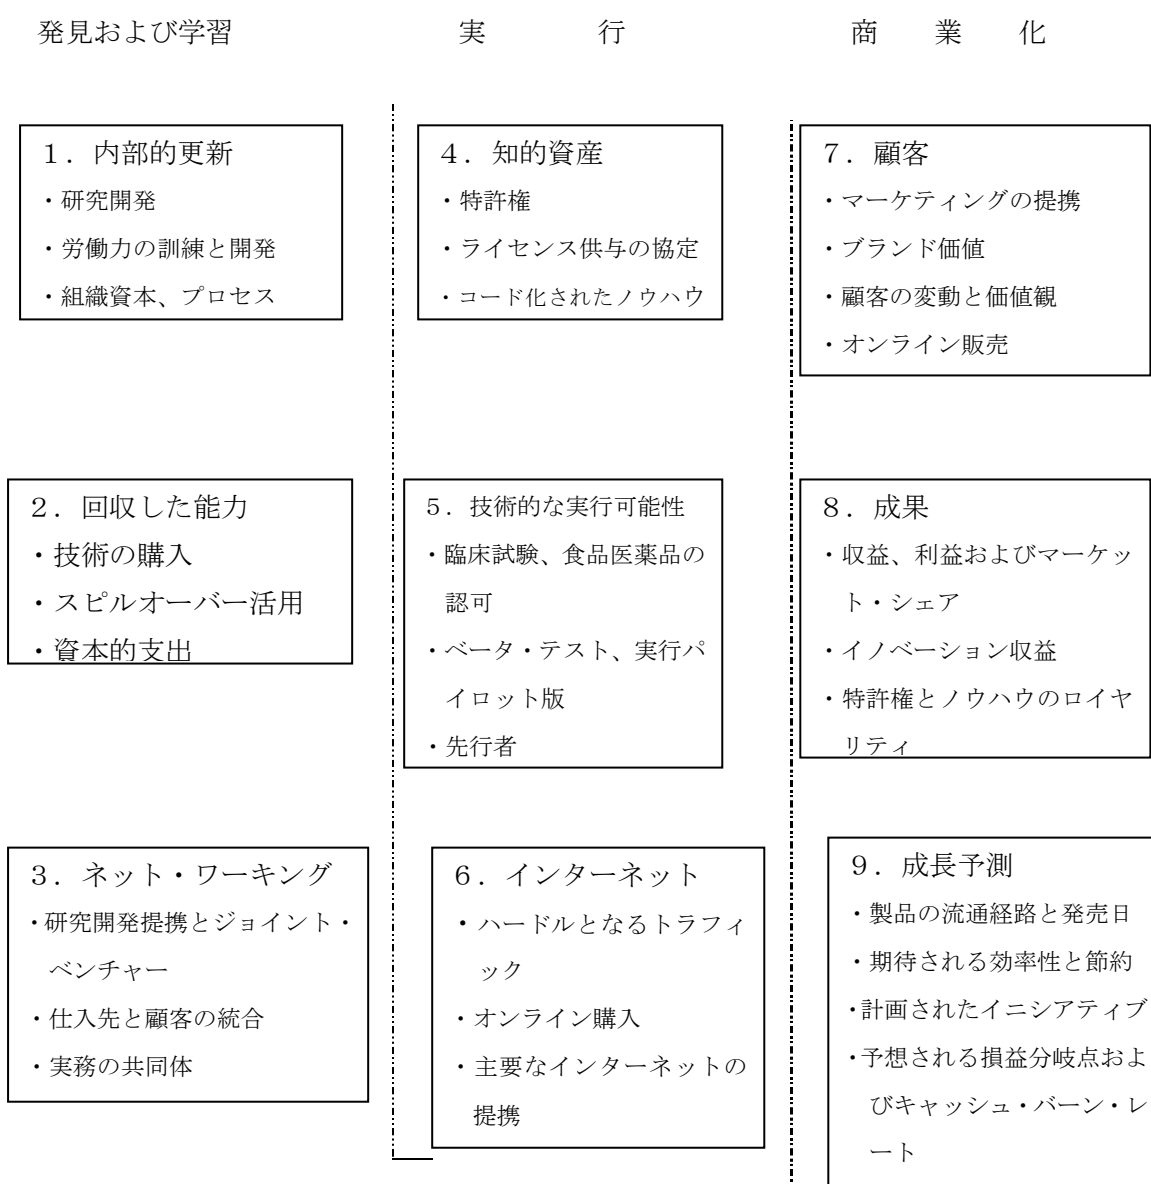 発見および学習
実　行
商　業　化
１．内部的更新
・研究開発
・労働力の訓練と開発
・組織資本、プロセス
２．回収した能力
・技術の購入
・スピルオーバー活用
・資本的支出
３．ネット・ワーキング
・研究開発提携とジョイント・
ベンチャー
・仕入先と顧客の統合
・実務の共同体
４．知的資産
・特許権
・ライセンス供与の協定
・コード化されたノウハウ
５．技術的な実行可能性
・臨床試験、食品医薬品の
認可
・ベータ・テスト、実行パ
イロット版
・先行者
６．インターネット
・ハードルとなるトラフィ
ック
・オンライン購入
・主要なインターネットの
提携
７．顧客
・マーケティングの提携
・ブランド価値
・顧客の変動と価値観
・オンライン販売
８．成果
・収益、利益およびマーケッ
ト・シェア
・イノベーション収益
・特許権とノウハウのロイヤ
リティ
９．成長予測
・製品の流通経路と発売日
・期待される効率性と節約
・計画されたイニシアティブ
・予想される損益分岐点およ
びキャッシュ・バーン・レ
ート